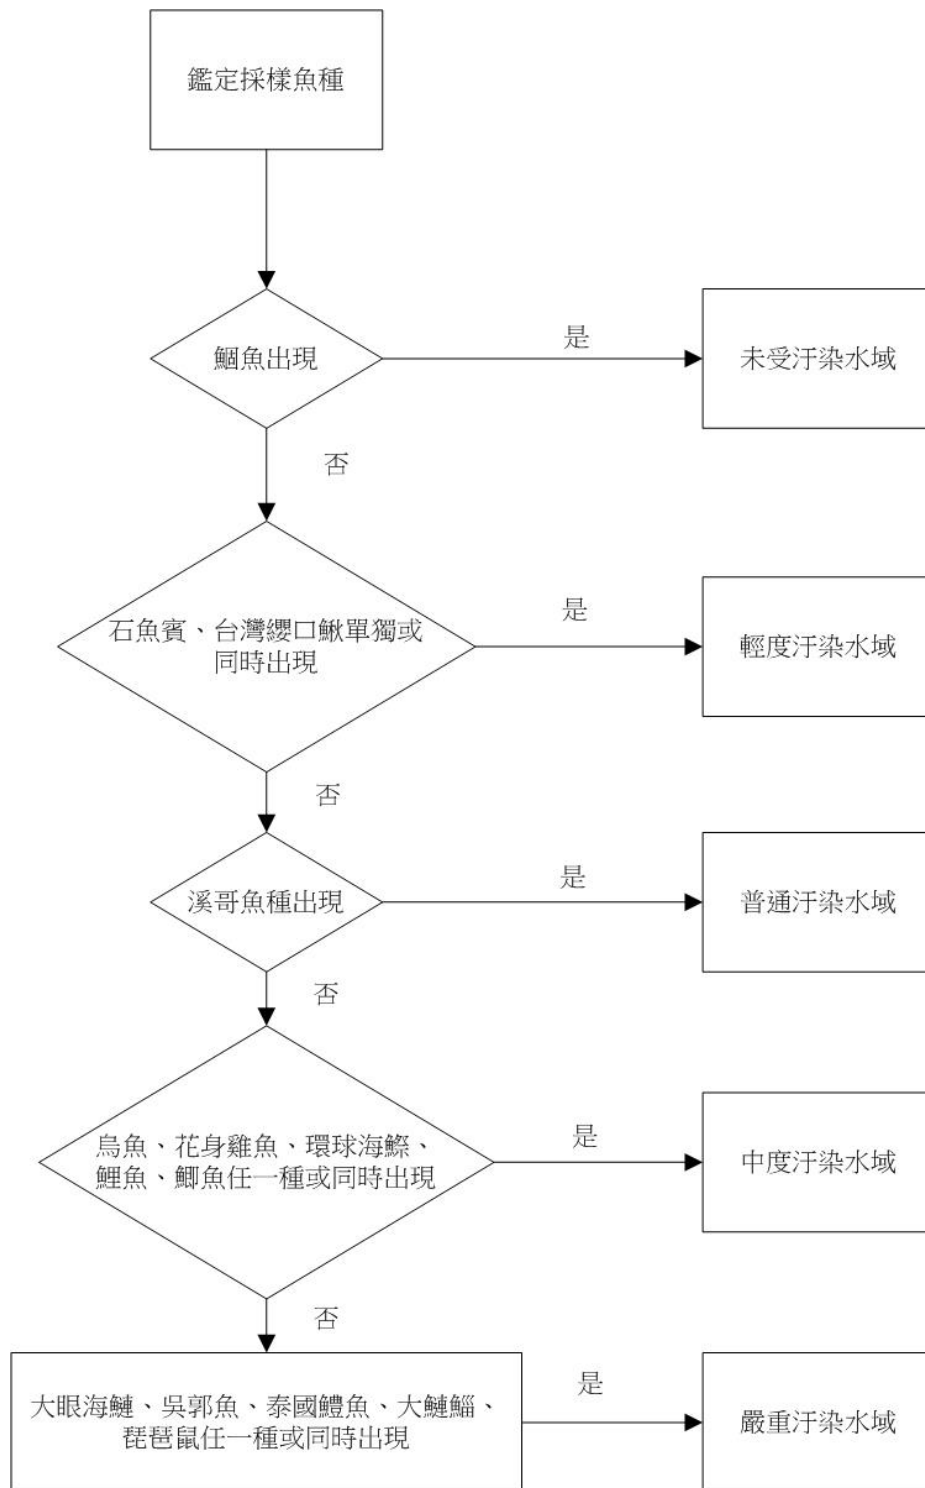 鑑定採樣魚種
鯝魚出現
是
未受汙染水域
否
石魚賓、台灣纓口鰍單獨或
同時出現
是
輕度汙染水域
否
溪哥魚種出現
是
普通汙染水域
否
烏魚、花身雞魚、環球海鰶、
鯉魚、鯽魚任一種或同時出現
是
中度汙染水域
否
大眼海鰱、吳郭魚、泰國鱧魚、大鰱鯔、
琵琶鼠任一種或同時出現
是
嚴重汙染水域